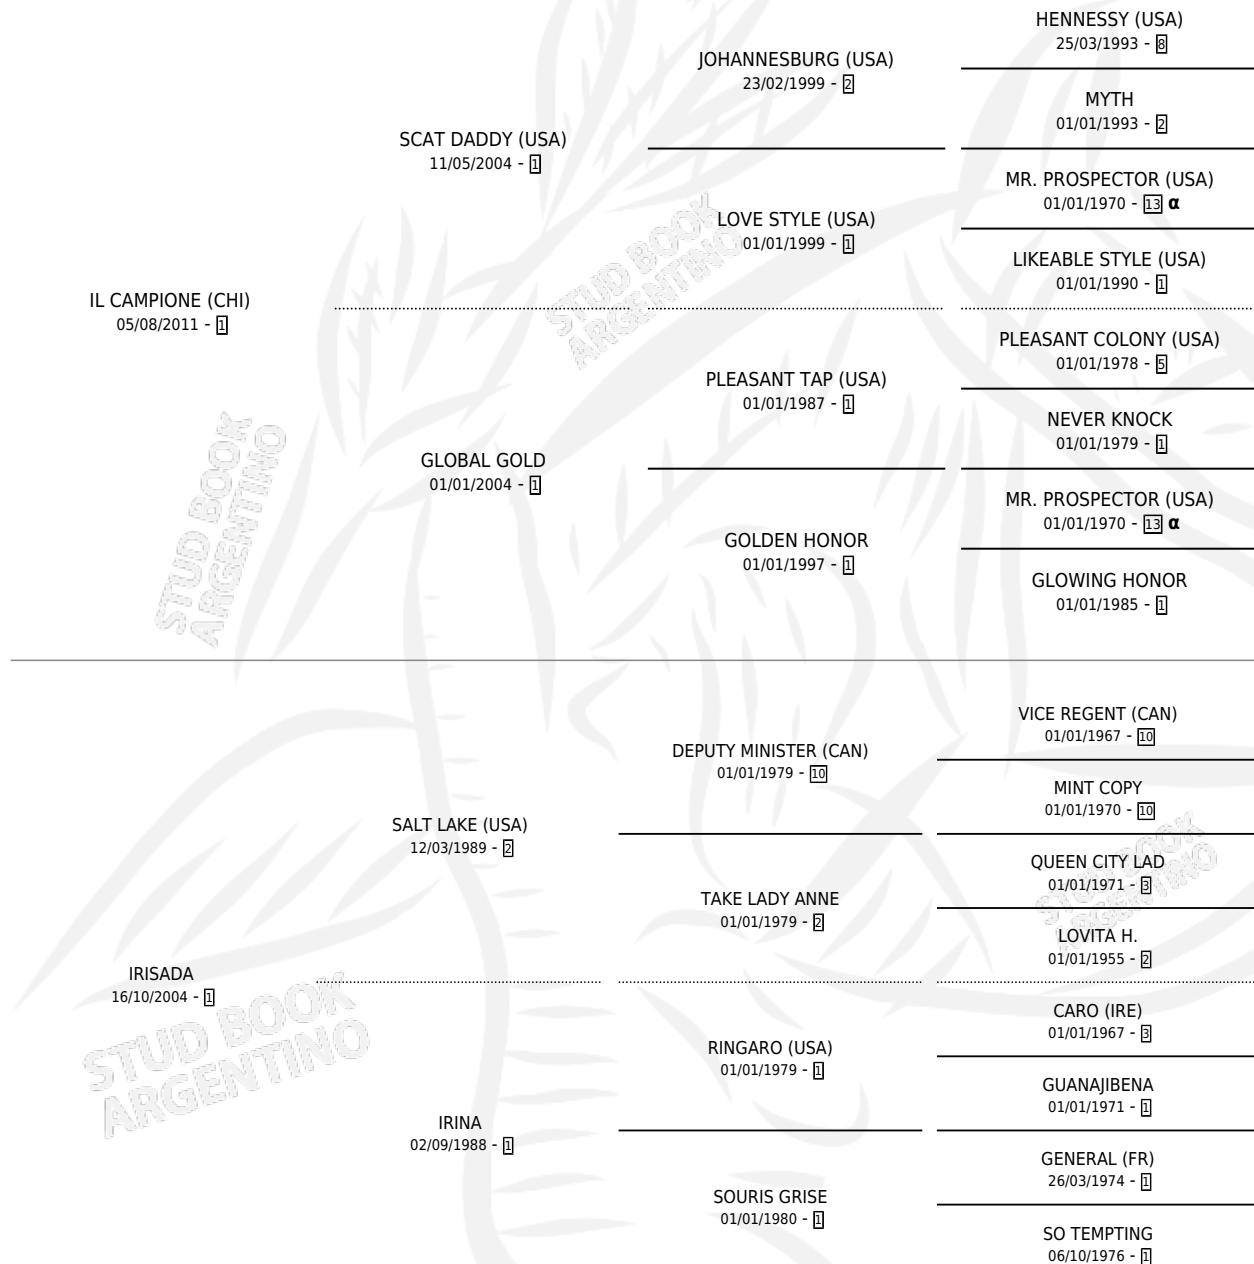 HENNESSY (USA)
25/03/1993 - 8
JOHANNESBURG (USA)
23/02/1999 - 2
MYTH
01/01/1993 - 2
SCAT DADDY (USA)
11/05/2004 - 1
MR. PROSPECTOR (USA)
01/01/1970 - 13 α
LOVE STYLE (USA)
01/01/1999 - 1
LIKEABLE STYLE (USA)
01/01/1990 - 1
IL CAMPIONE (CHI)
05/08/2011 - 1
PLEASANT COLONY (USA)
01/01/1978 - 5
PLEASANT TAP (USA)
01/01/1987 - 1
NEVER KNOCK
01/01/1979 - 1
GLOBAL GOLD
01/01/2004 - 1
MR. PROSPECTOR (USA)
01/01/1970 - 13 α
GOLDEN HONOR
01/01/1997 - 1
GLOWING HONOR
01/01/1985 - 1
STUD BOOK
ARGENTINO
STUD BOOK
ARGENTINO
VICE REGENT (CAN)
01/01/1967 - 10
DEPUTY MINISTER (CAN)
01/01/1979 - 10
MINT COPY
01/01/1970 - 10
SALT LAKE (USA)
12/03/1989 - 2
QUEEN CITY LAD
01/01/1971 - 3
TAKE LADY ANNE
01/01/1979 - 2
LOVITA H.
01/01/1955 - 2
IRISADA
16/10/2004 - 1
CARO (IRE)
01/01/1967 - 3
RINGARO (USA)
01/01/1979 - 1
GUANAJIBENA
01/01/1971 - 1
IRINA
02/09/1988 - 1
GENERAL (FR)
26/03/1974 - 1
SOURIS GRISE
01/01/1980 - 1
SO TEMPTING
06/10/1976 - 1
STUD BOOK
ARGENTINO
STUD BOOK
ARGENTINO